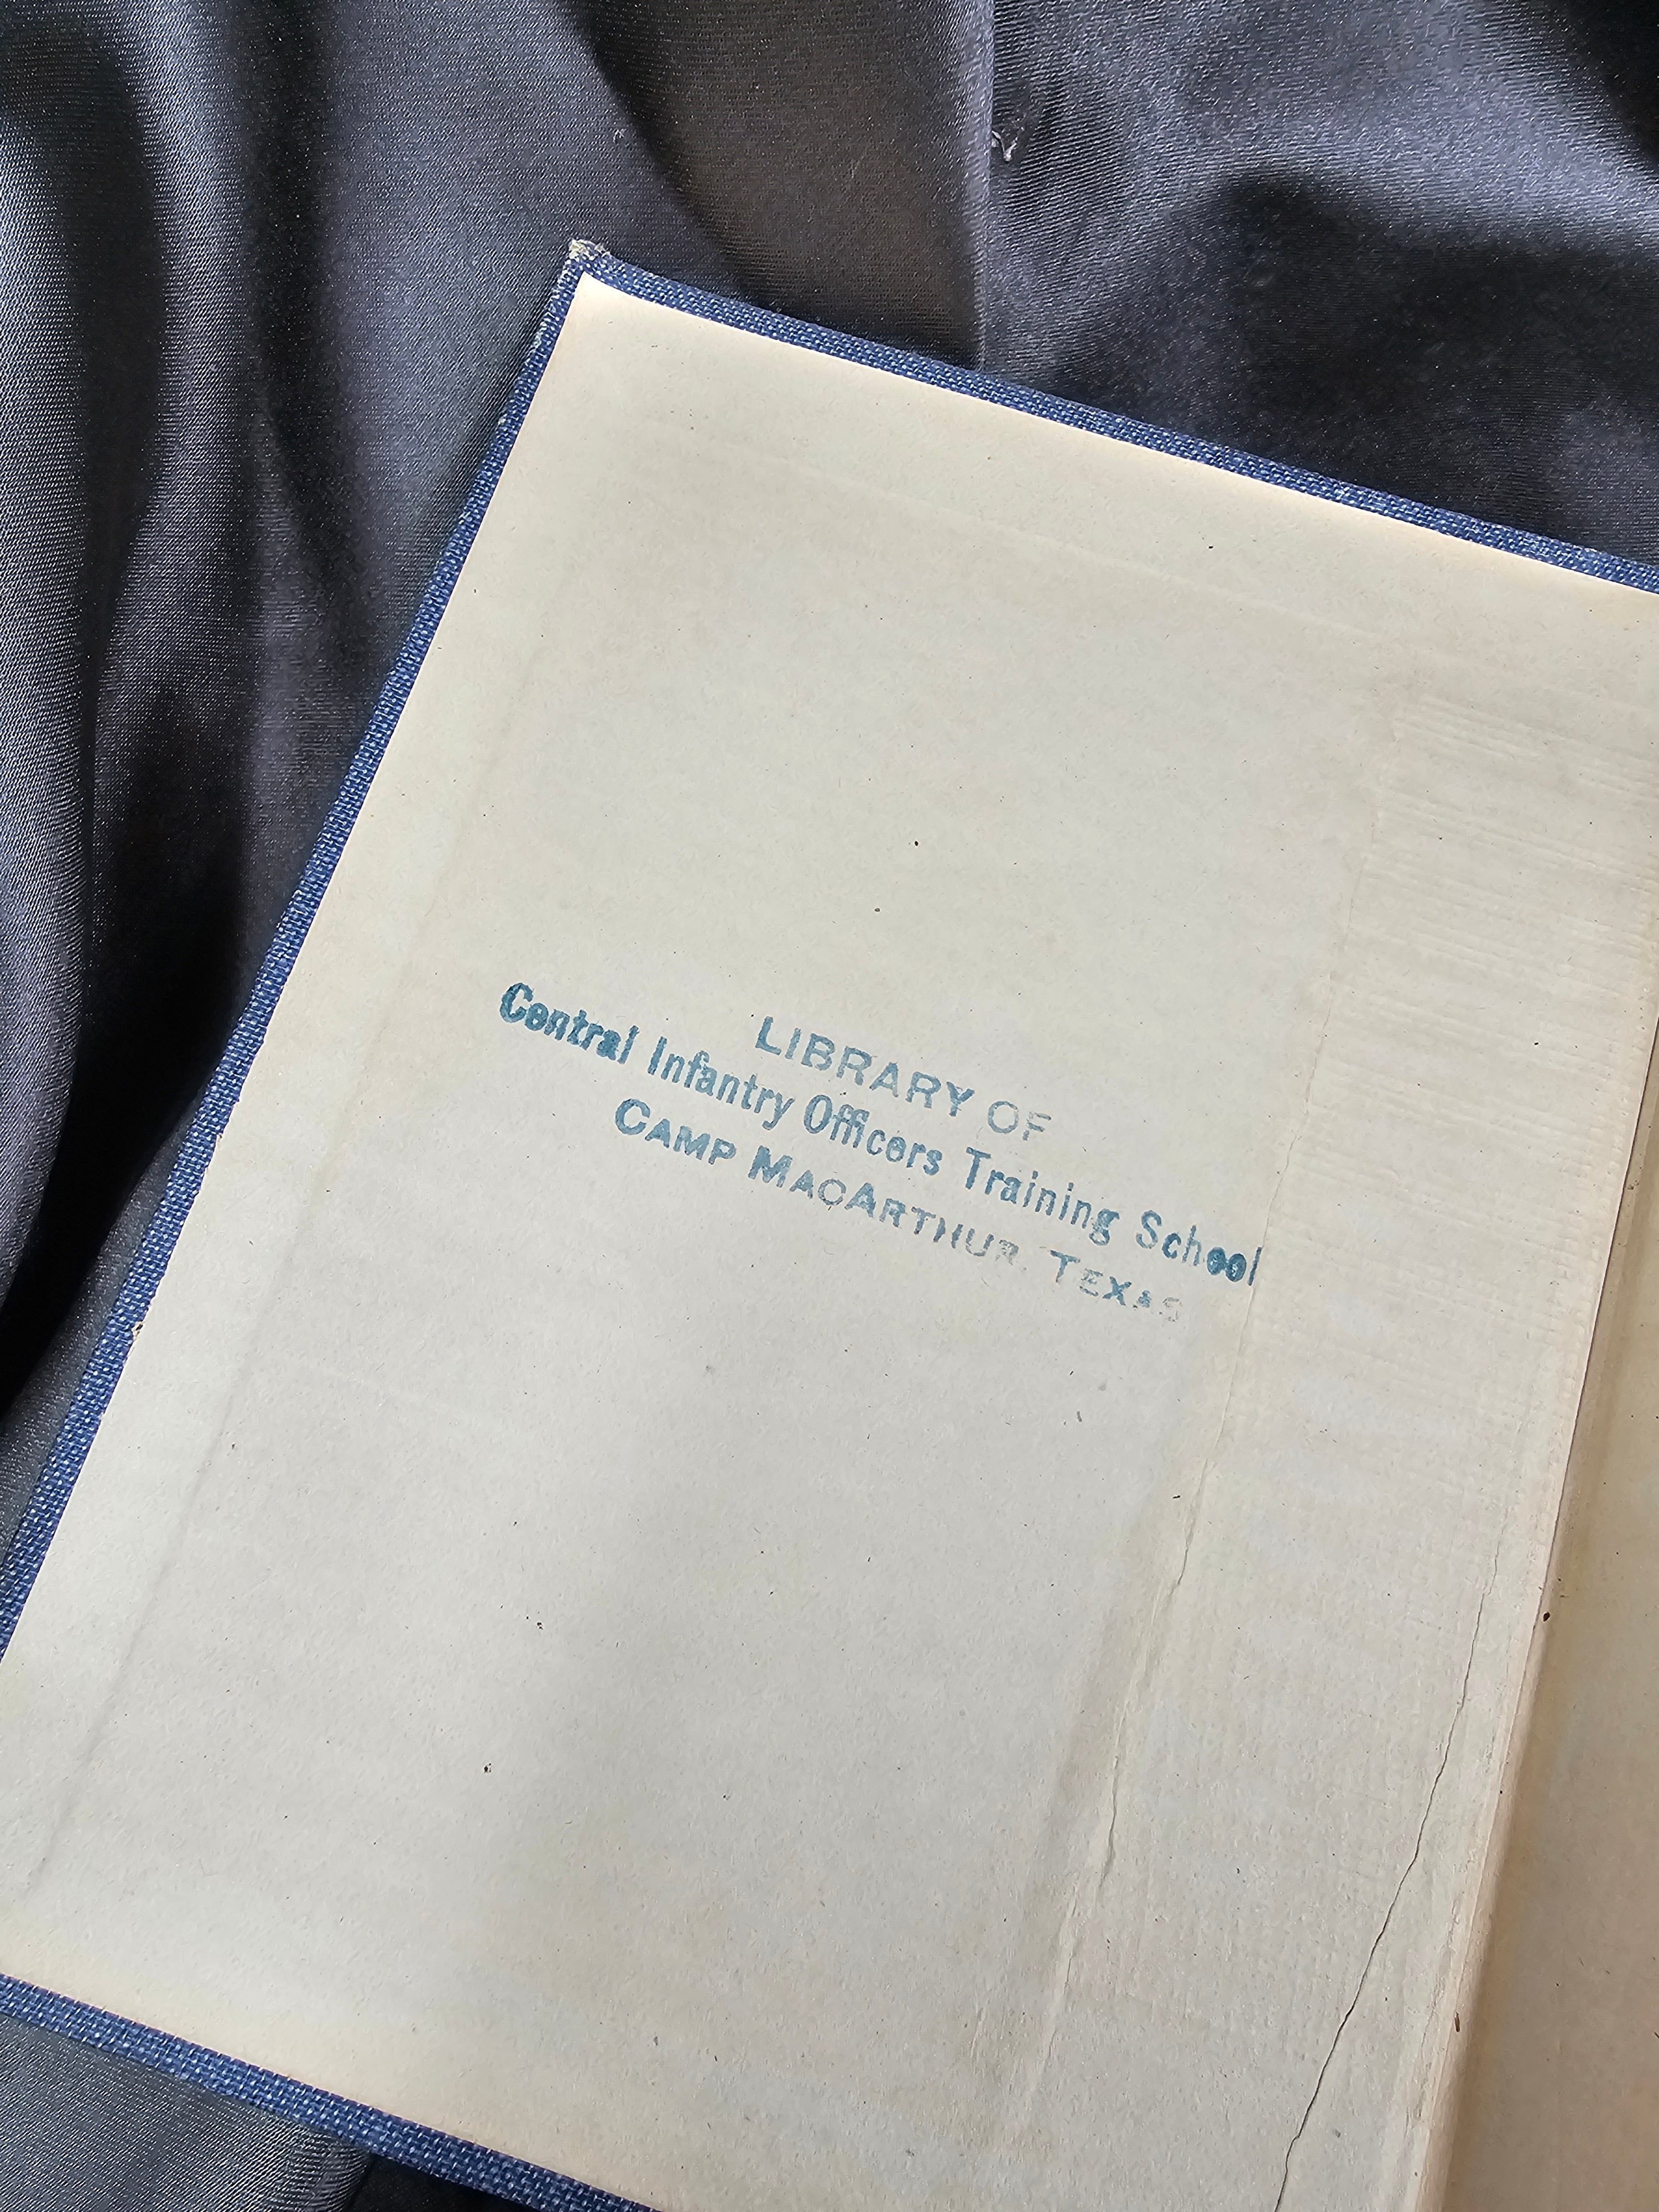 LIBRARY OF
Central Infantry Officers Training School
CAMP MACARTHUR, TEXAS